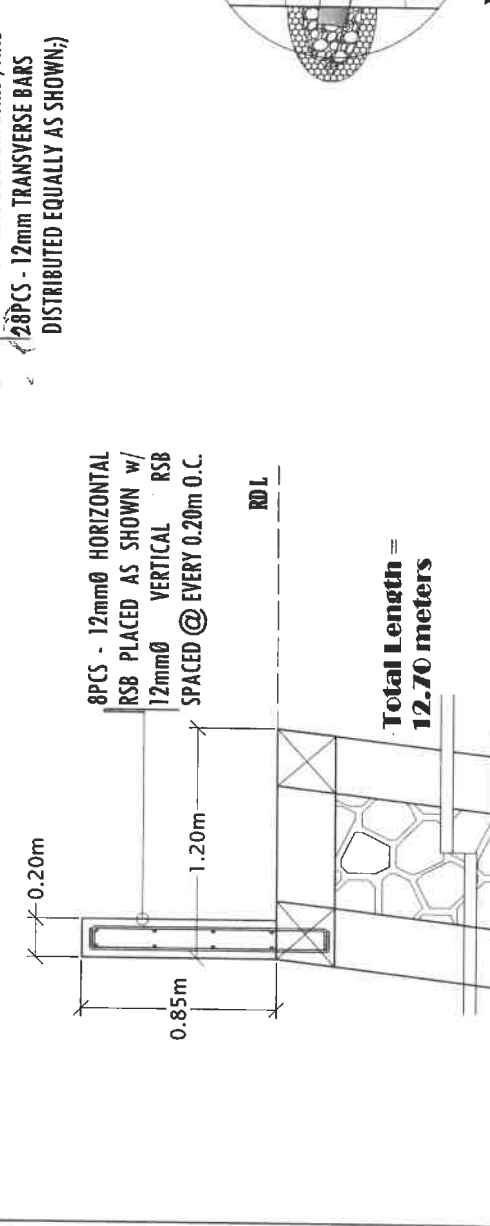 28PCS - 12mm TRANSVERSE BARS
DISTRIBUTED EQUALLY AS SHOWN;)
8PCS - 12mmØ HORIZONTAL
RSB PLACED AS SHOWN w/
12mmØ VERTICAL RSB
SPACED @ EVERY 0.20m O.C.
0.20m
1.20m
0.85m
RDL
Total Length =
12.70 meters